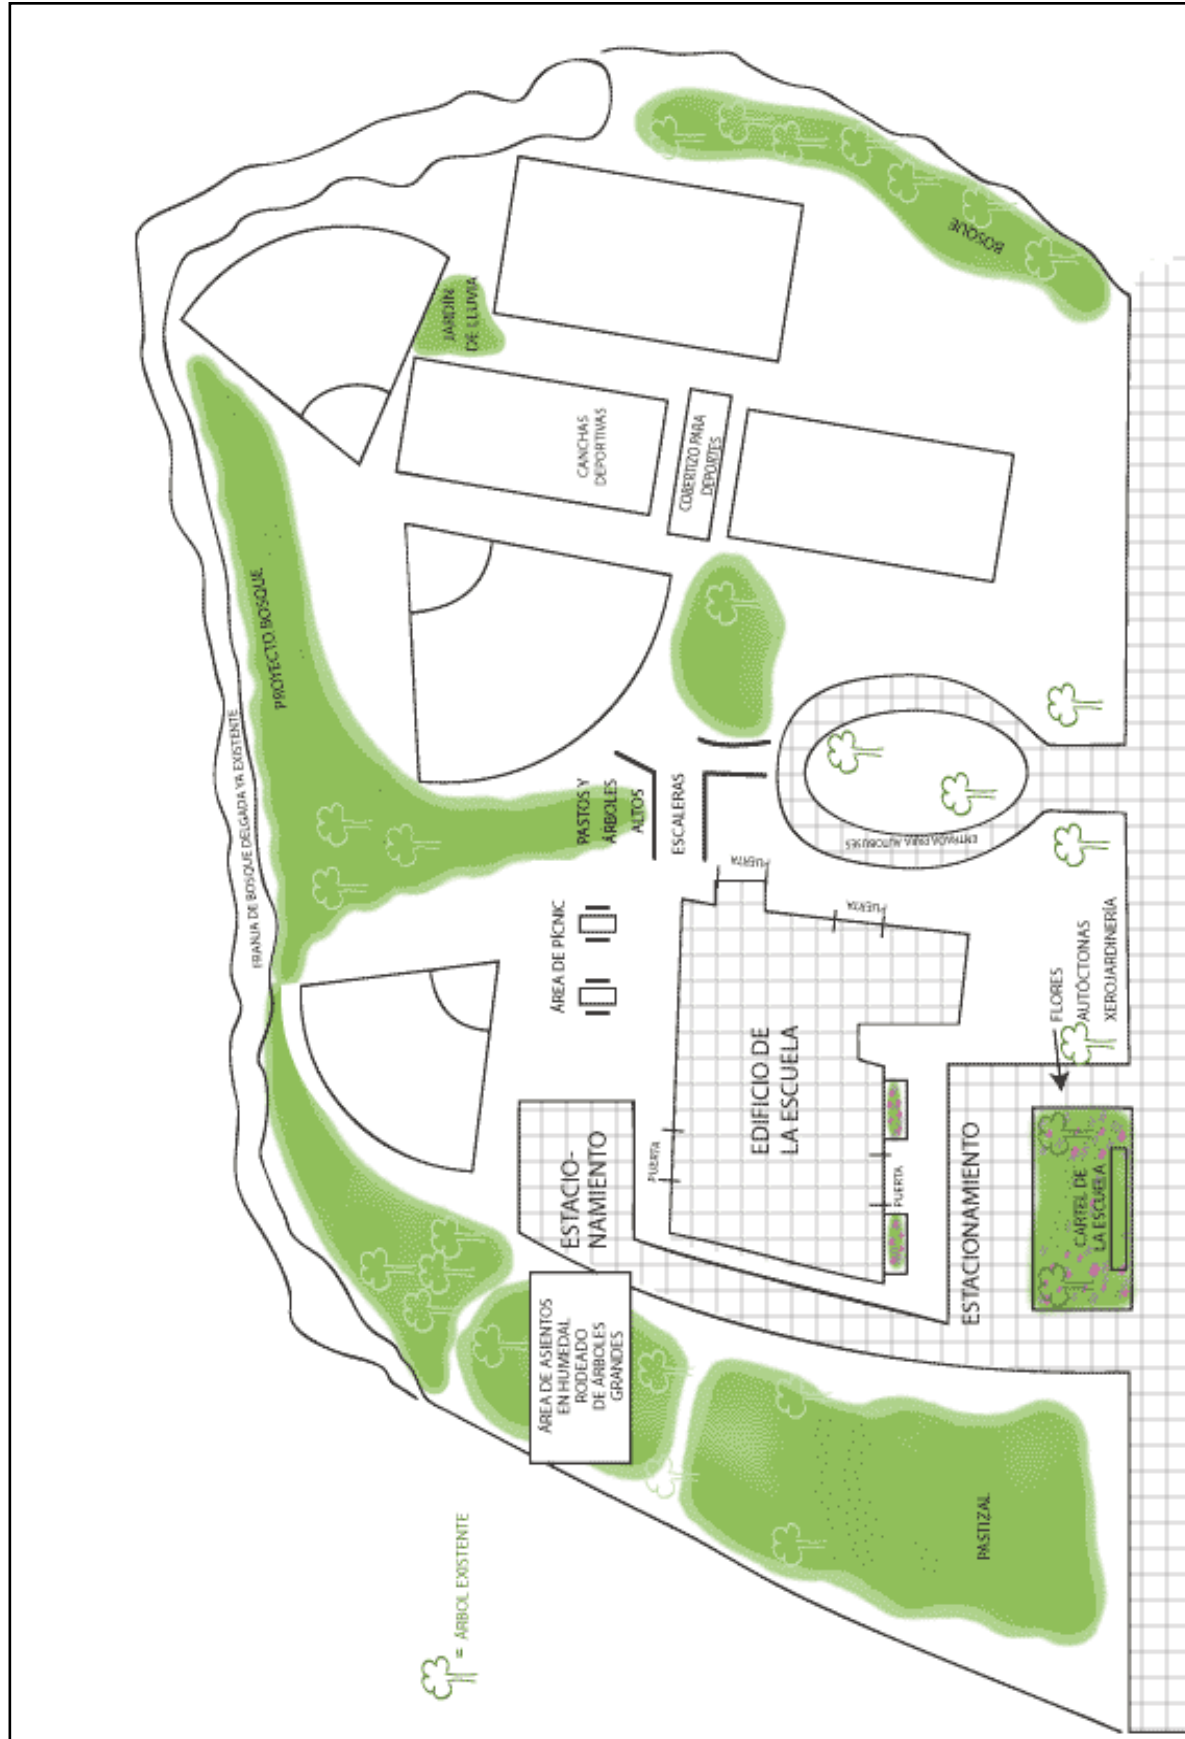 FRANJA DE BOSQUE DELGADA YA EXISTENTE
PROYECTO BOSQUE
JARDÍN
DE LLUVIA
BOSQUE
CANCHAS
DEPORTIVAS
COBERTIZO PARA
DEPORTES
PASTOS Y
ÁRBOLES
ALTOS
ESCALERAS
ENTRADA PARA AUTOBUSES
ÁREA DE PÍCNIC
PUERTA
PUERTA
PUERTA
PUERTA
EDIFICIO DE
LA ESCUELA
ESTACIO-
NAMIENTO
ESTACIONAMIENTO
FLORES
AUTÓCTONAS
XEROJARDINERÍA
CARTEL DE
LA ESCUELA
ÁREA DE ASIENTOS
EN HUMEDAL
RODEADO
DE ÁRBOLES
GRANDES
PASTIZAL
= ÁRBOL EXISTENTE